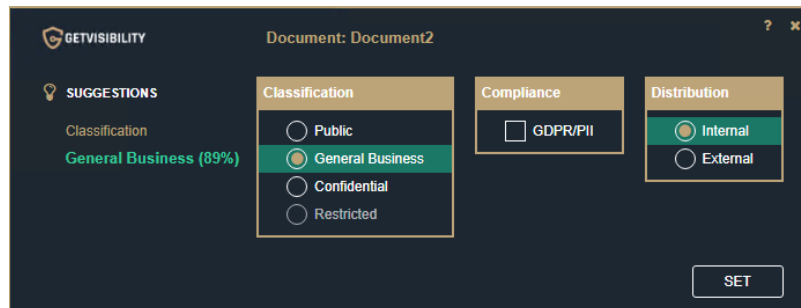 GETVISIBILITY
Document: Document2
? ×
SUGGESTIONS
Classification
General Business (89%)
Classification
Public
General Business
Confidential
Restricted
Compliance
GDPR/PII
Distribution
Internal
External
SET